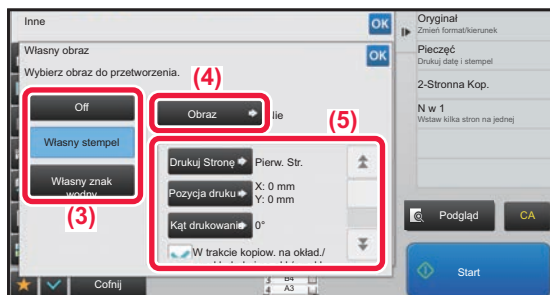 Inne
OK
Własny obraz
OK
Wybierz obraz do przetworzenia.
(4)
Off
Własny stempel
Własny znak
wodny
(3)
Obraz
lie
(5)
Drukuj Stronę
Pierw. Str.
Pozycja druku
X: 0 mm
Y: 0 mm
Kąt drukowani
0°
W trakcie kopiow. na okład./
Cofnij
B4
A3
Oryginał
Zmień format/kierunek
Pieczęć
Drukuj datę i stempel
2-Stronna Kop.
N w 1
Wstaw kilka stron na jednej
Podgląd
CA
Start